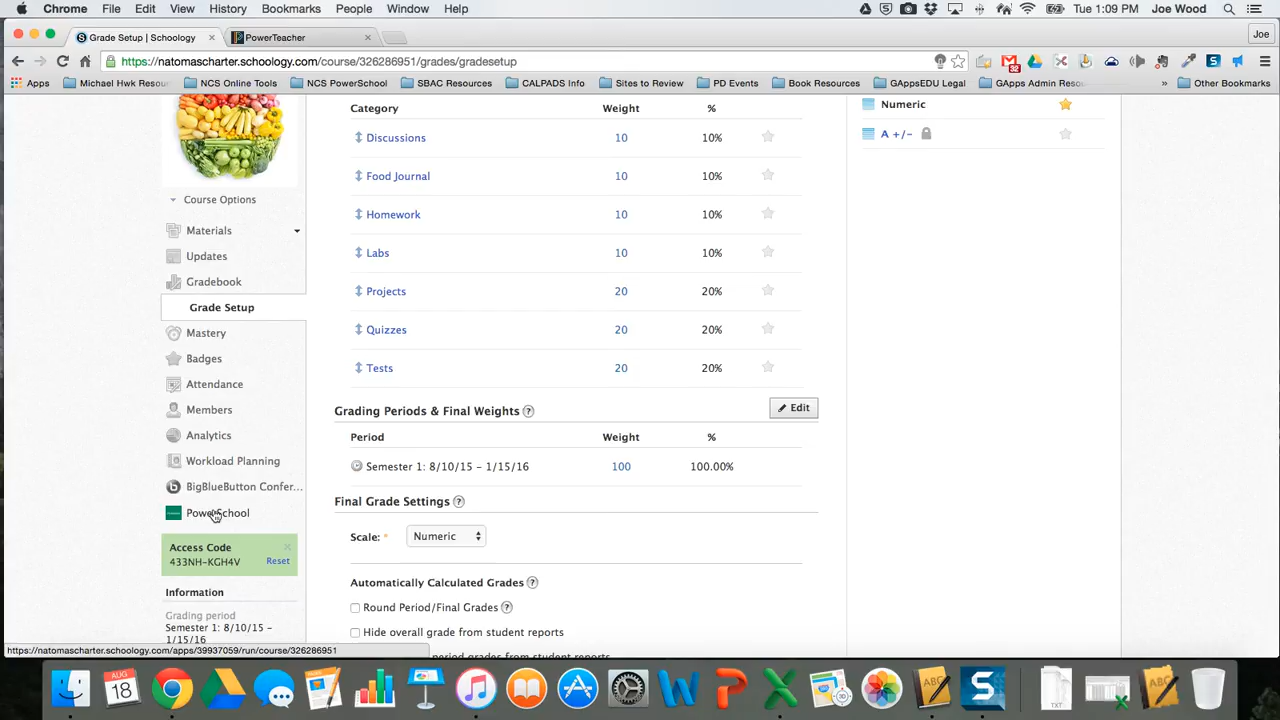 Chrome File Edit View History Bookmarks People Window Help Tue 1:09 PM Joe Wood
Grade Setup | Schoology PowerTeacher Joe
https://natomascharter.schoology.com/course/326286951/grades/gradesetup 32
Apps Michael Hwk Resou NCS Online Tools NCS PowerSchool SBAC Resources CALPADS Info Sites to Review PD Events Book Resources GAppsEDU Legal GApps Admin Reso » Other Bookmarks
Category Weight %
Discussions 10 10%
Food Journal 10 10%
Homework 10 10%
Labs 10 10%
Projects 20 20%
Quizzes 20 20%
Tests 20 20%
Numeric
A +/-
Course Options
Materials
Updates
Gradebook
Grade Setup
Mastery
Badges
Attendance
Members
Analytics
Workload Planning
BigBlueButton Confer...
PowerSchool
Access Code
433NH-KGH4V Reset
Information
Grading period
Semester 1: 8/10/15 –
1/15/16
Grading Periods & Final Weights ? Edit
Period Weight %
Semester 1: 8/10/15 – 1/15/16 100 100.00%
Final Grade Settings ?
Scale: * Numeric
Automatically Calculated Grades ?
Round Period/Final Grades ?
Hide overall grade from student reports
period grades from student reports
https://natomascharter.schoology.com/apps/39937059/run/course/326286951
AUG
18
TXT